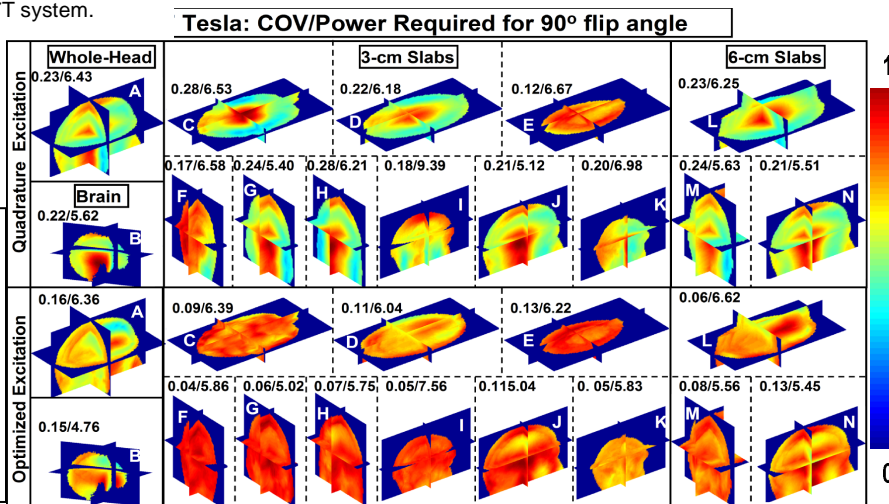 T system.
Tesla: COV/Power Required for 90º flip angle
Whole-Head
3-cm Slabs
6-cm Slabs
Quadrature Excitation
0.23/6.43
A
0.28/6.53
C
0.22/6.18
D
0.12/6.67
E
0.23/6.25
L
Brain
0.22/5.62
B
0.17/6.58
F
0.24/5.40
G
0.28/6.21
H
0.18/9.39
I
0.21/5.12
J
0.20/6.98
K
0.24/5.63
M
0.21/5.51
N
Optimized Excitation
0.16/6.36
A
0.09/6.39
C
0.11/6.04
D
0.13/6.22
E
0.06/6.62
L
0.15/4.76
B
0.04/5.86
F
0.06/5.02
G
0.07/5.75
H
0.05/7.56
I
0.115.04
J
0. 05/5.83
K
0.08/5.56
M
0.13/5.45
N
1
0